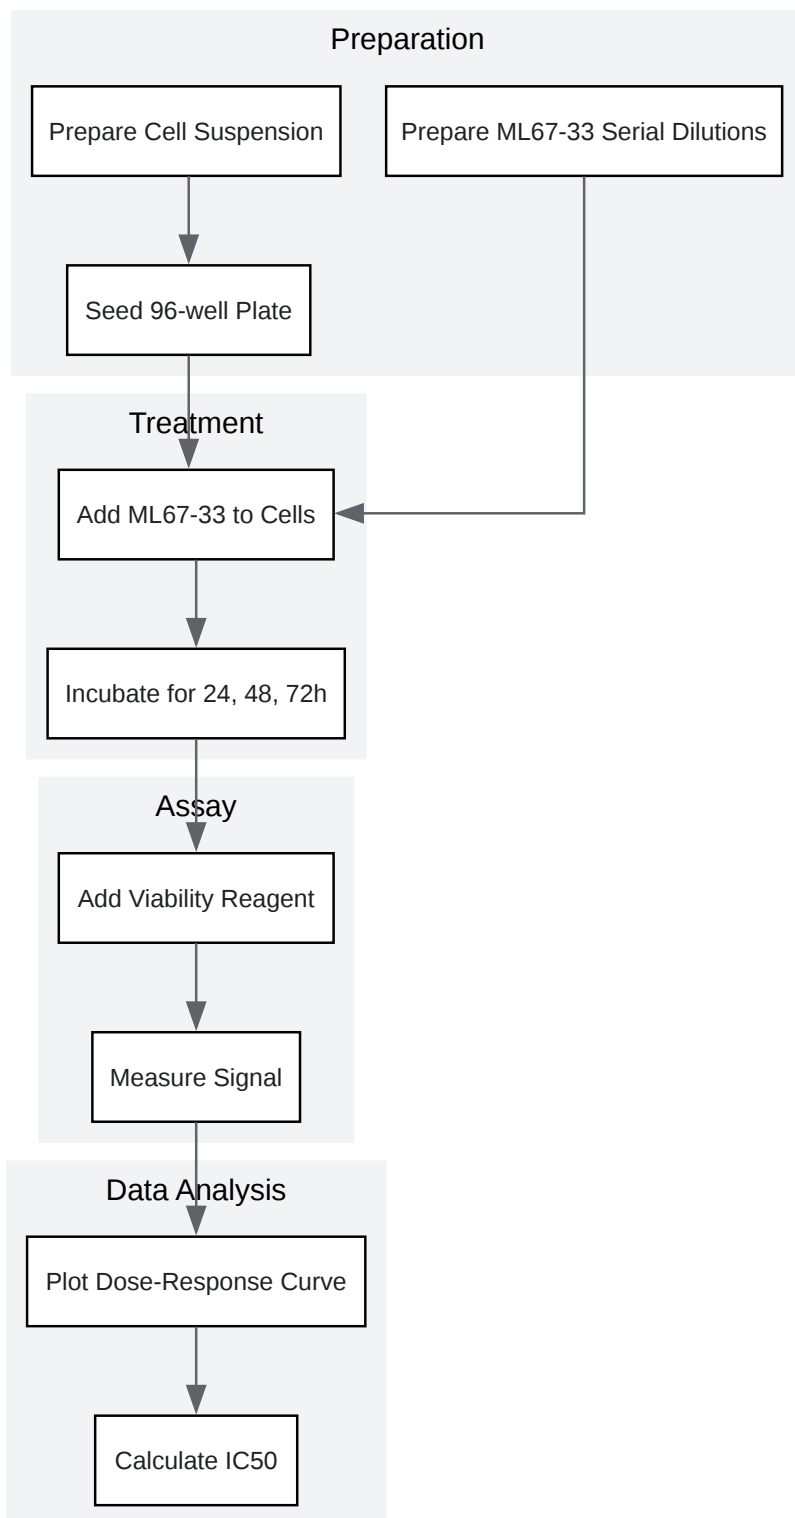 Preparation
Prepare Cell Suspension
Prepare ML67-33 Serial Dilutions
Seed 96-well Plate
Treatment
Add ML67-33 to Cells
Incubate for 24, 48, 72h
Assay
Add Viability Reagent
Measure Signal
Data Analysis
Plot Dose-Response Curve
Calculate IC50